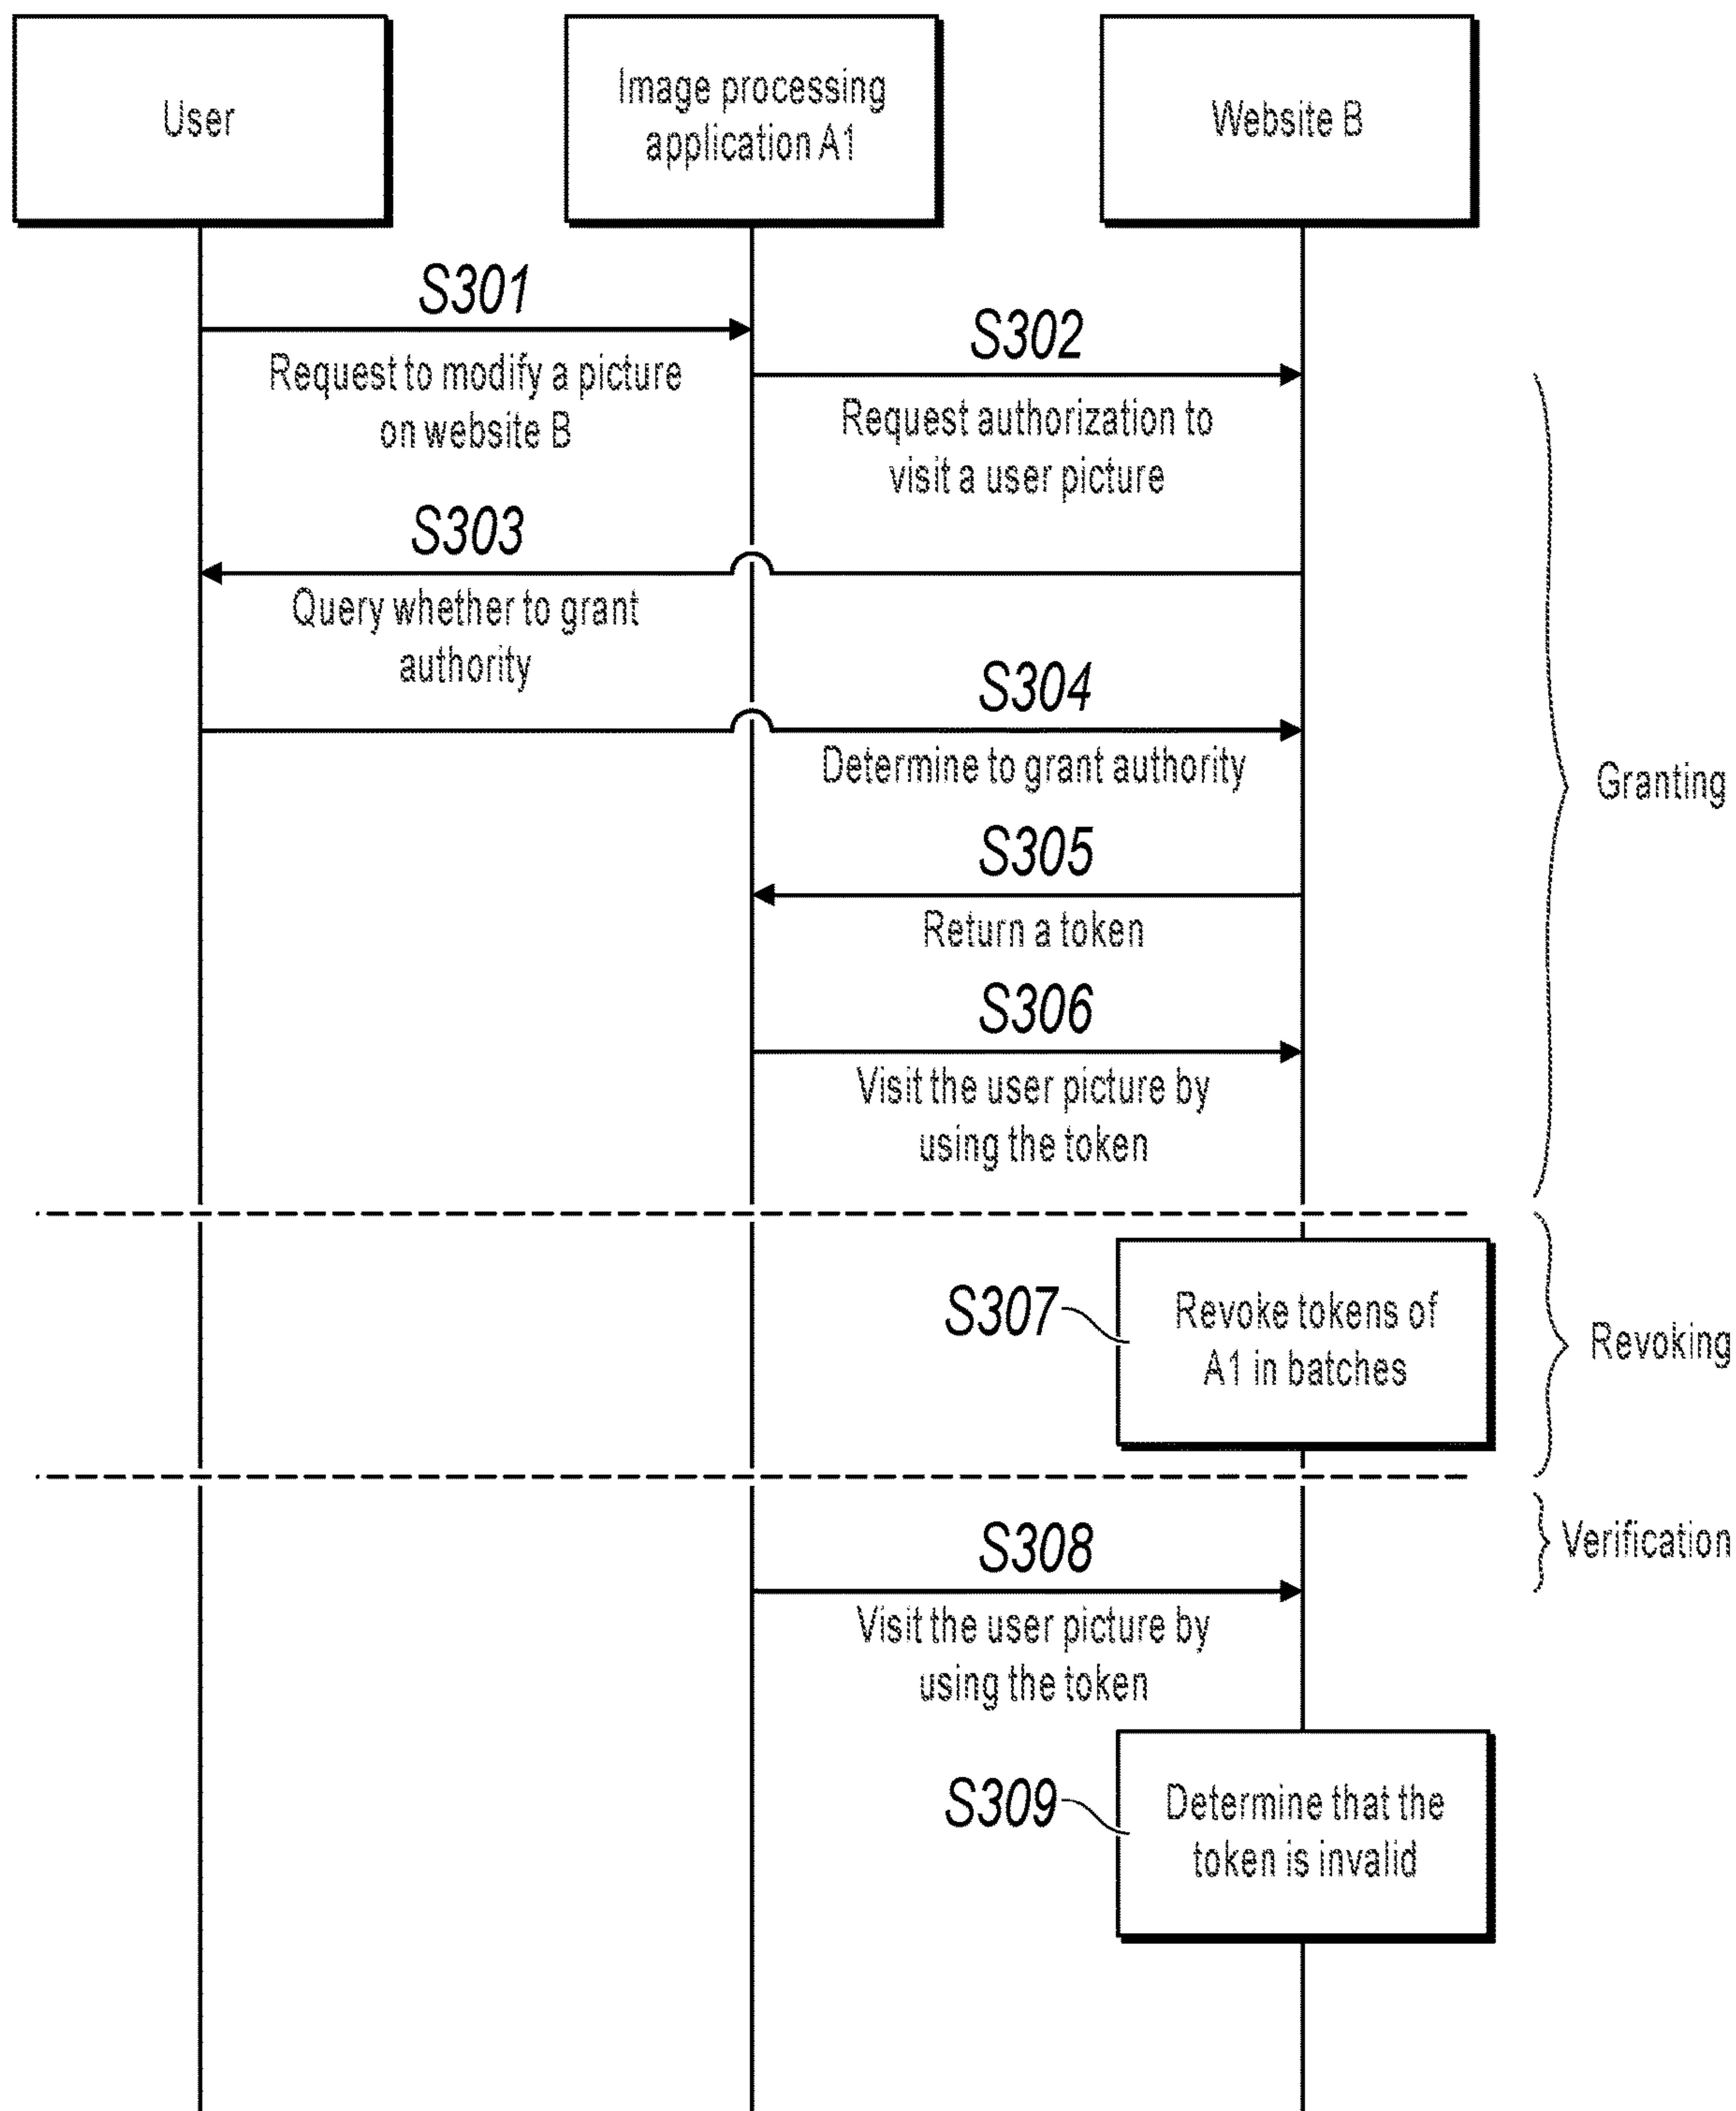 User
Image processing
application A1
Website B
S301
Request to modify a picture
on website B
S302
Request authorization to
visit a user picture
S303
Query whether to grant
authority
S304
Determine to grant authority
Granting
S305
Return a token
S306
Visit the user picture by
using the token
S307
Revoke tokens of
A1 in batches
Revoking
S308
Visit the user picture by
using the token
Verification
S309
Determine that the
token is invalid